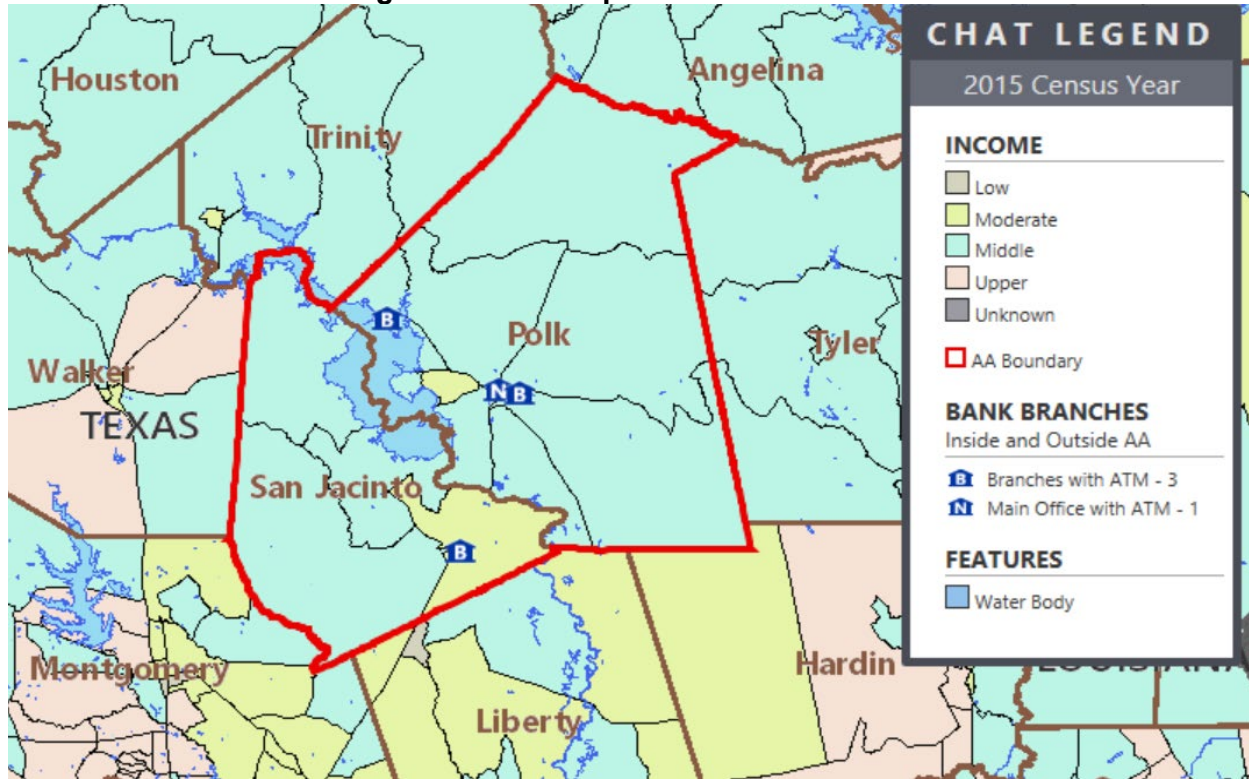 CHAT LEGEND
2015 Census Year
INCOME
Low
Moderate
Middle
Upper
Unknown
AA Boundary
BANK BRANCHES
Inside and Outside AA
B Branches with ATM - 3
N Main Office with ATM - 1
FEATURES
Water Body
Houston
Angelina
Trinity
B
Polk
Tyler
Walker
N B
TEXAS
San Jacinto
B
Montgomery
Hardin
Liberty